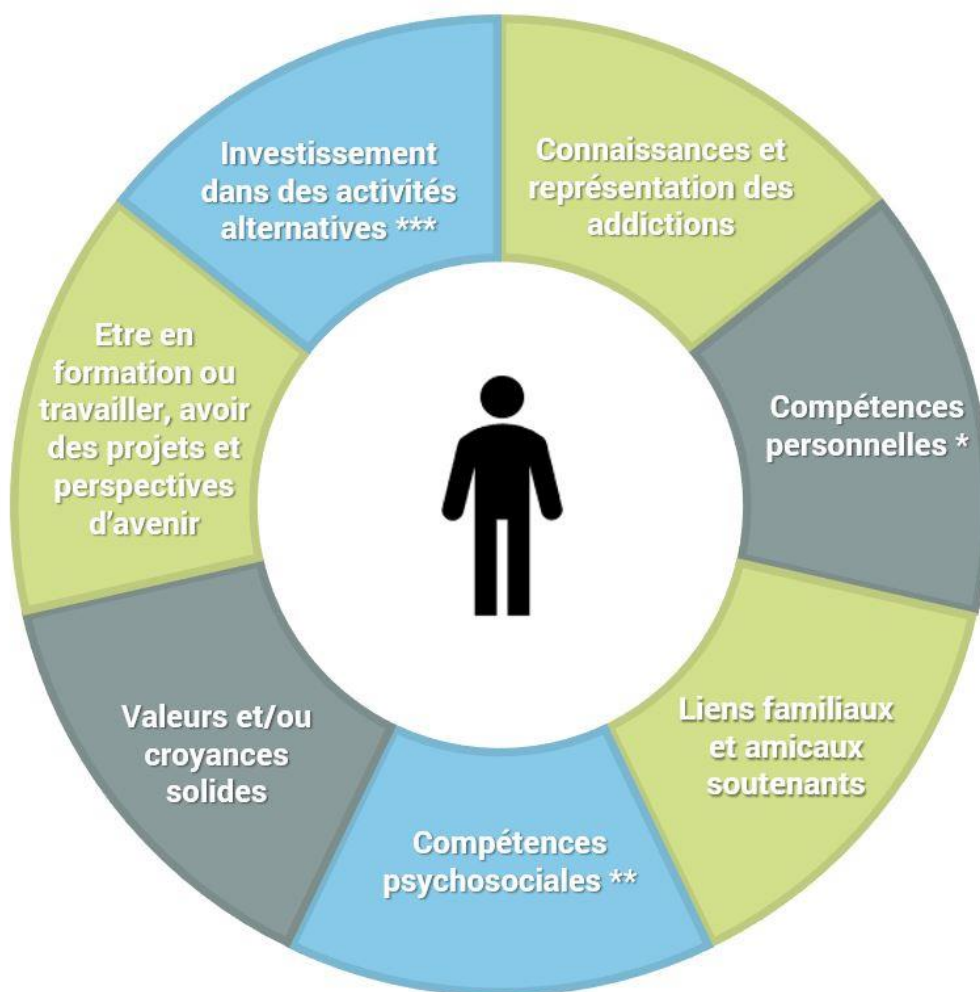 Investissement
dans des activités
alternatives ***
Connaissances et
représentation des
addictions
Compétences
personnelles *
Liens familiaux
et amicaux
soutenants
Compétences
psychosociales **
Valeurs et/ou
croyances
solides
Etre en
formation ou
travailler, avoir
des projets et
perspectives
d'avenir